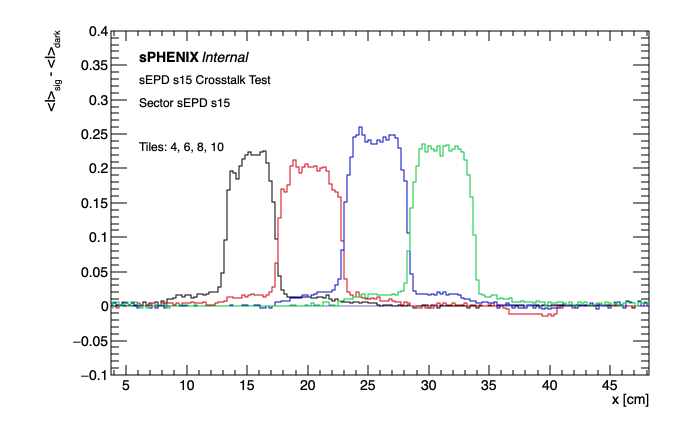 0.4
<I>sig - <I>dark
sPHENIX Internal
0.35
sEPD s15 Crosstalk Test
0.3
Sector sEPD s15
0.25
Tiles: 4, 6, 8, 10
0.2
0.15
0.1
0.05
0
−0.05
−0.1
5 10 15 20 25 30 35 40 45
x [cm]